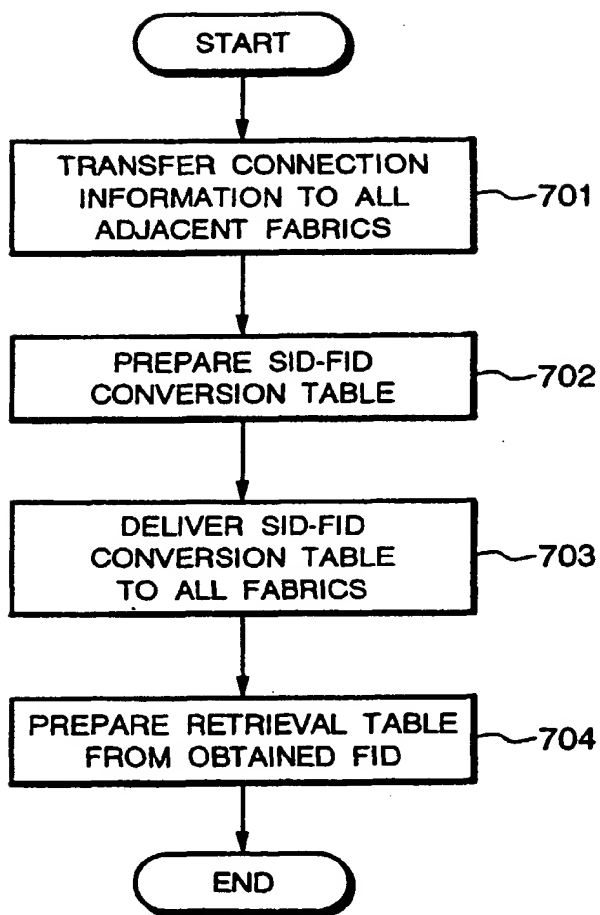 START
TRANSFER CONNECTION
INFORMATION TO ALL
ADJACENT FABRICS
701
PREPARE SID-FID
CONVERSION TABLE
702
DELIVER SID-FID
CONVERSION TABLE
TO ALL FABRICS
703
PREPARE RETRIEVAL TABLE
FROM OBTAINED FID
704
END